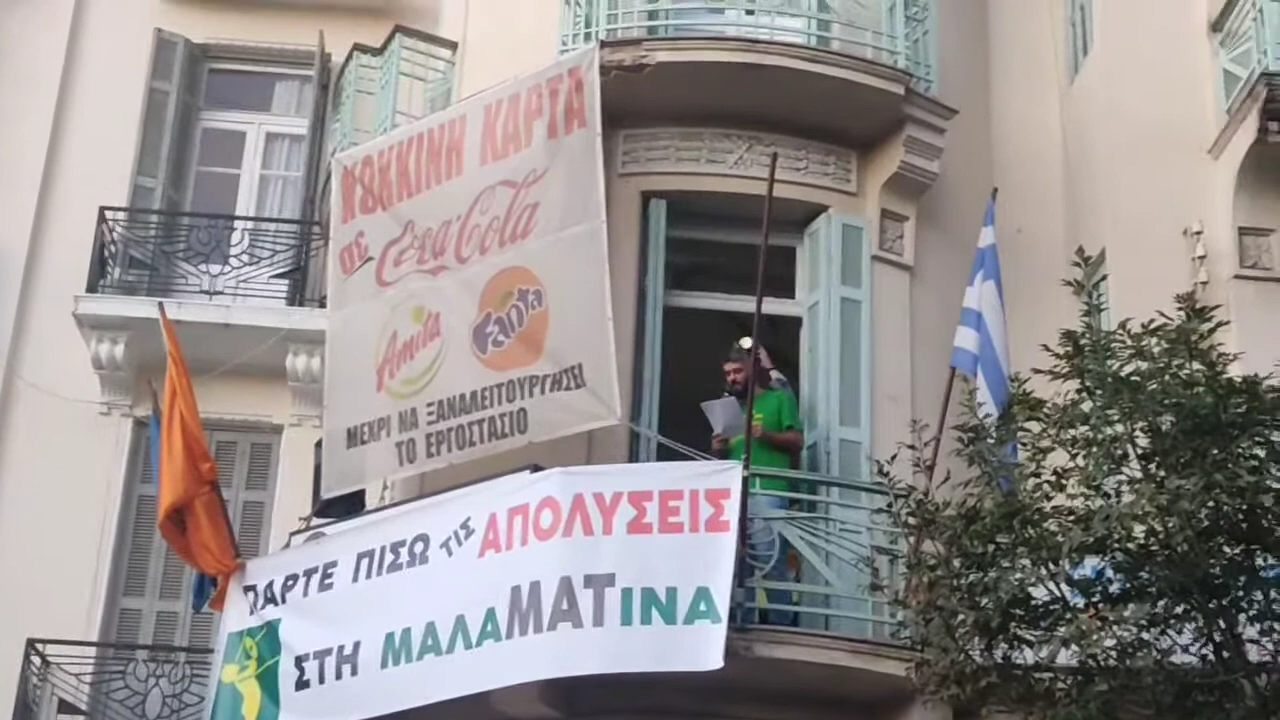 ΚΟΚΚΙΝΗ ΚΑΡΤΑ
σε Coca-Cola
Amita Fanta
ΜΕΧΡΙ ΝΑ ΞΑΝΑΛΕΙΤΟΥΡΓΗΣΕΙ
ΤΟ ΕΡΓΟΣΤΑΣΙΟ
ΠΑΡΤΕ ΠΙΣΩ ΤΙΣ ΑΠΟΛΥΣΕΙΣ
ΣΤΗ ΜΑΛΑΜΑΤΙΝΑ